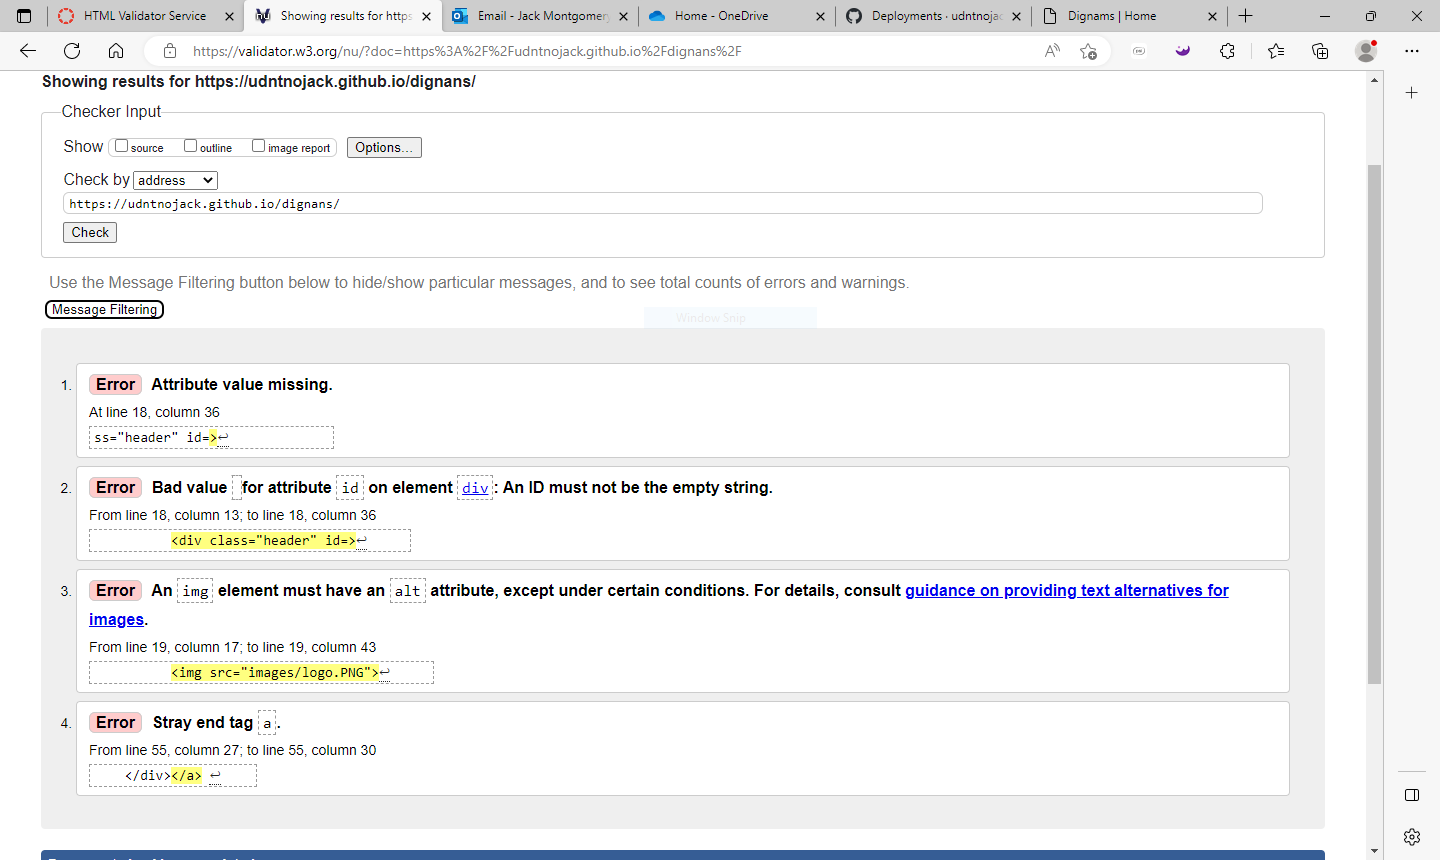 HTML Validator Service
Showing results for https
Email - Jack Montgomery
Home - OneDrive
Deployments · udntnojac
Dignams | Home
https://validator.w3.org/nu/?doc=https%3A%2F%2Fudntnojack.github.io%2Fdignans%2F
Showing results for https://udntnojack.github.io/dignans/
Checker Input
Show source outline image report Options...
Check by address
https://udntnojack.github.io/dignans/
Check
Use the Message Filtering button below to hide/show particular messages, and to see total counts of errors and warnings.
Message Filtering
Window Snip
1. Error Attribute value missing.
At line 18, column 36
ss="header" id=>↩
2. Error Bad value for attribute id on element div: An ID must not be the empty string.
From line 18, column 13; to line 18, column 36
<div class="header" id=>↩
3. Error An img element must have an alt attribute, except under certain conditions. For details, consult guidance on providing text alternatives for
images.
From line 19, column 17; to line 19, column 43
<img src="images/logo.PNG">↩
4. Error Stray end tag a.
From line 55, column 27; to line 55, column 30
</div></a> ↩